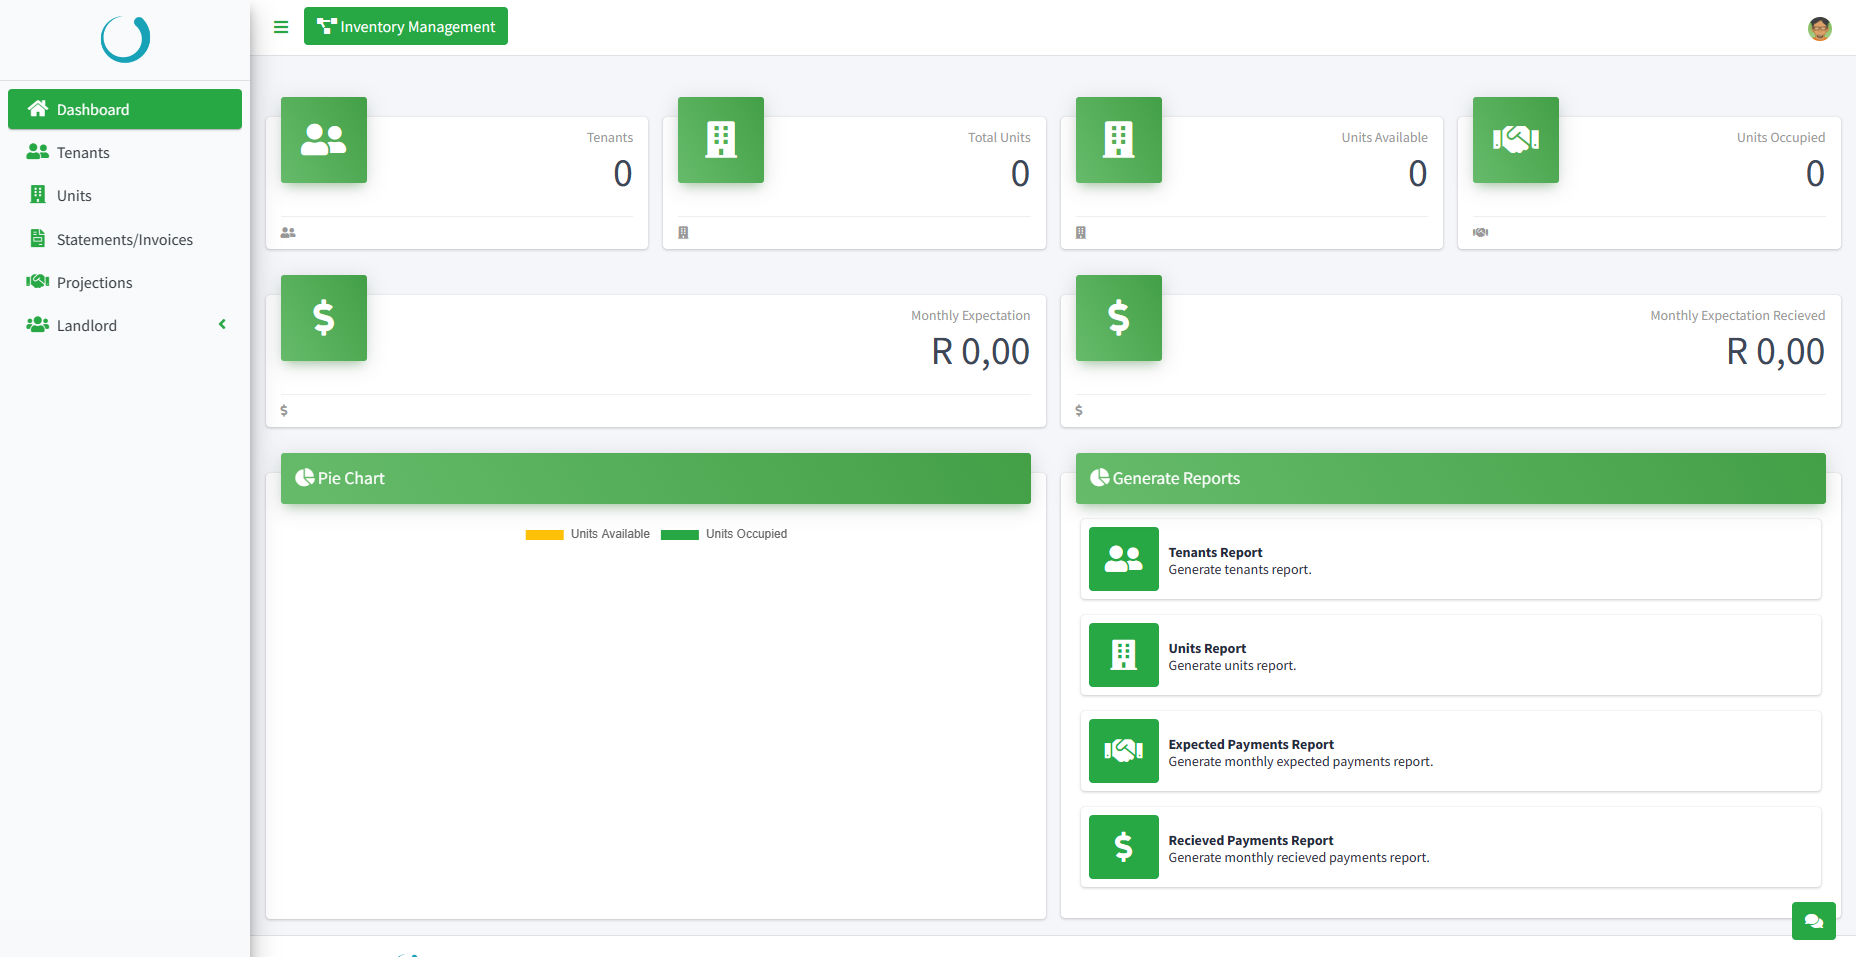 Inventory Management
Dashboard
Tenants
Units
Statements/Invoices
Projections
Landlord
Tenants
0
Total Units
0
Units Available
0
Units Occupied
0
Monthly Expectation
R 0,00
Monthly Expectation Recieved
R 0,00
Pie Chart
Units Available
Units Occupied
Generate Reports
Tenants Report
Generate tenants report.
Units Report
Generate units report.
Expected Payments Report
Generate monthly expected payments report.
Recieved Payments Report
Generate monthly recieved payments report.